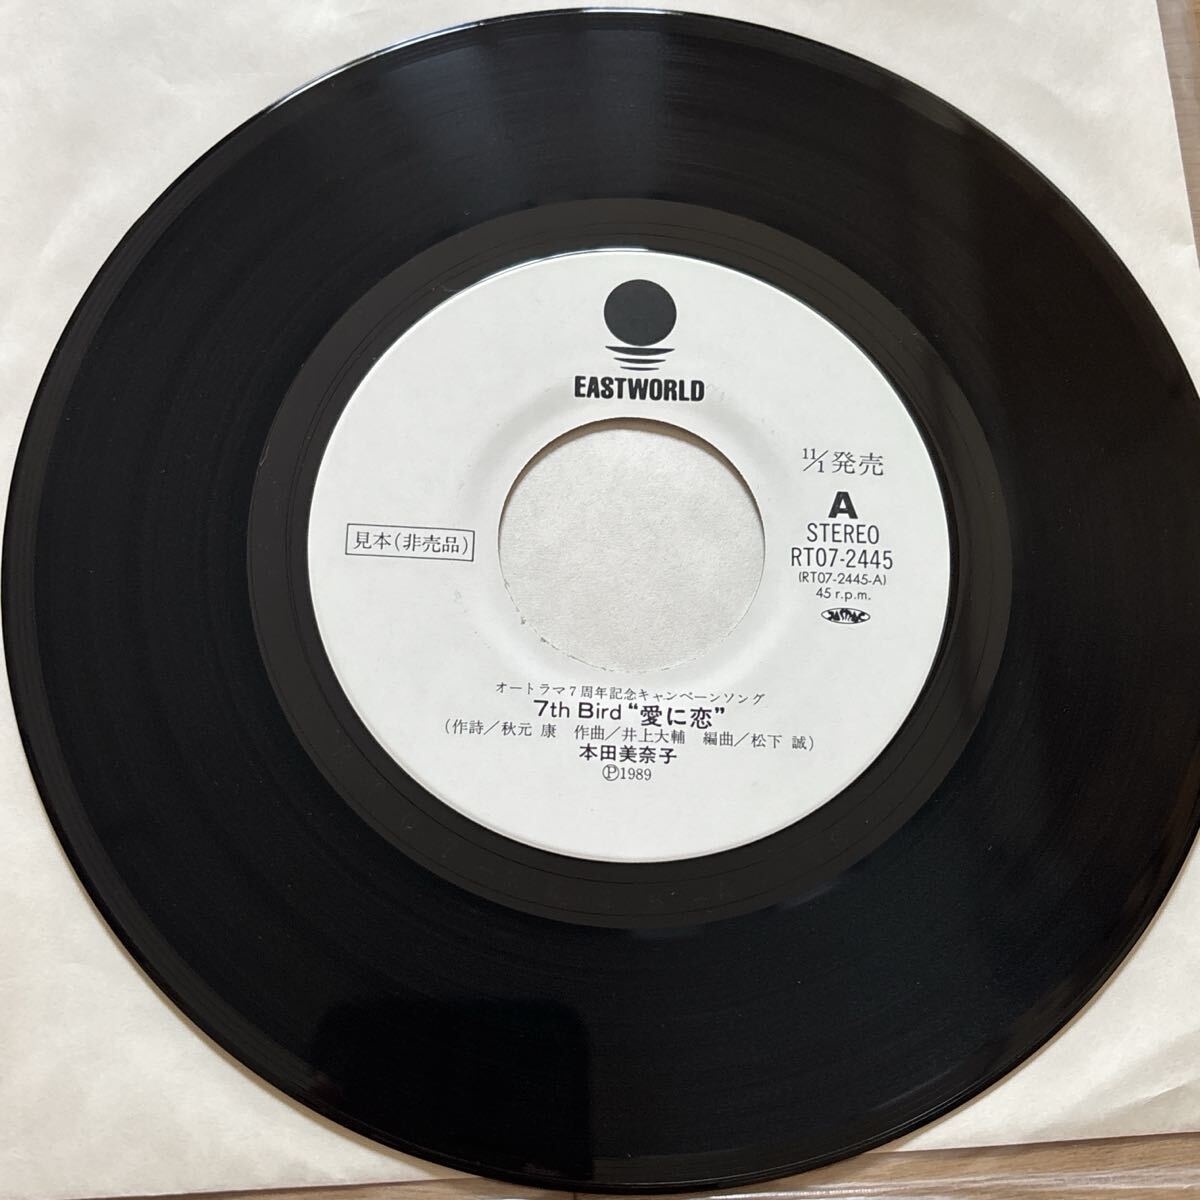 EASTWORLD
11/1発売
A
STEREO
RT07-2445
(RT07-2445-A)
45 r.p.m.
JASRAC
見本(非売品)
オートラマ7周年記念キャンペーンソング
7th Bird“愛に恋”
(作詩/秋元 康 作曲/井上大輔 編曲/松下 誠)
本田美奈子
Ⓟ1989